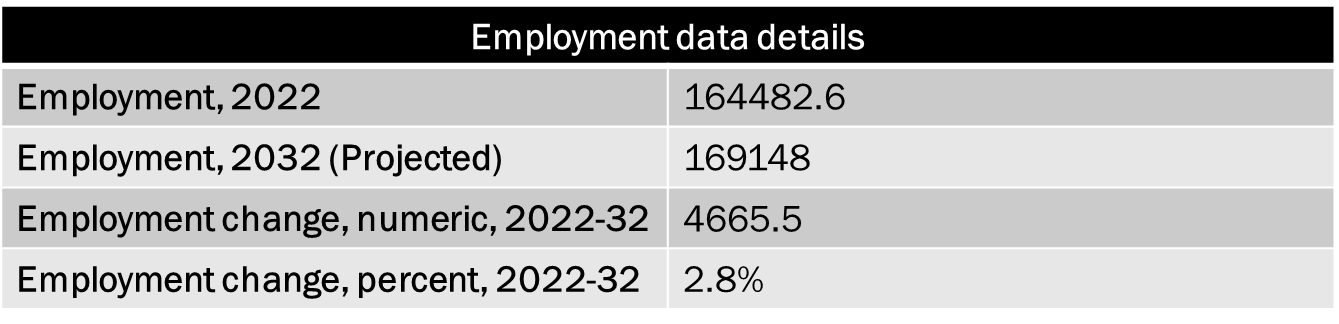 Employment data details
Employment, 2022 164482.6
Employment, 2032 (Projected) 169148
Employment change, numeric, 2022-32 4665.5
Employment change, percent, 2022-32 2.8%